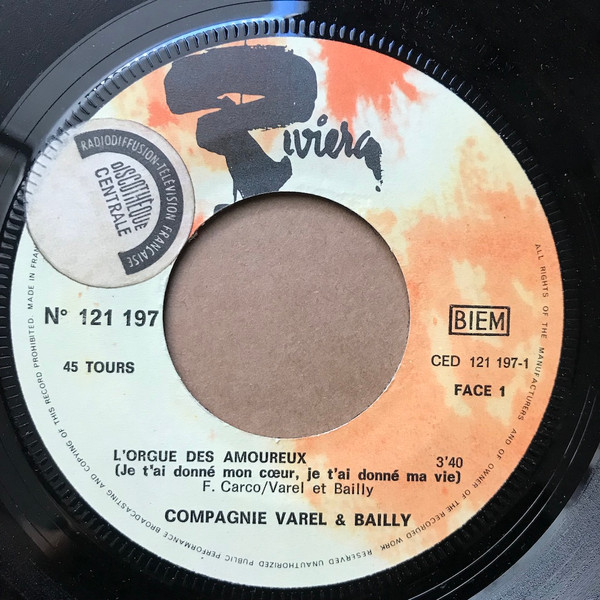 Riviera
RADIODIFFUSION-TÉLÉVISION FRANÇAISE
DISCOTHÈQUE
CENTRALE
N° 121 197
45 TOURS
BIEM
CED 121 197-1
FACE 1
L'ORGUE DES AMOUREUX 3'40
(Je t'ai donné mon cœur, je t'ai donné ma vie)
F. Carco/Varel et Bailly
COMPAGNIE VAREL & BAILLY
ALL RIGHTS OF THE MANUFACTURERS AND OF OWNER OF THE RECORDED WORK RESERVED UNAUTHORIZED PUBLIC PERFORMANCE BROADCASTING AND COPYING OF THIS RECORD PROHIBITED. MADE IN FRAN